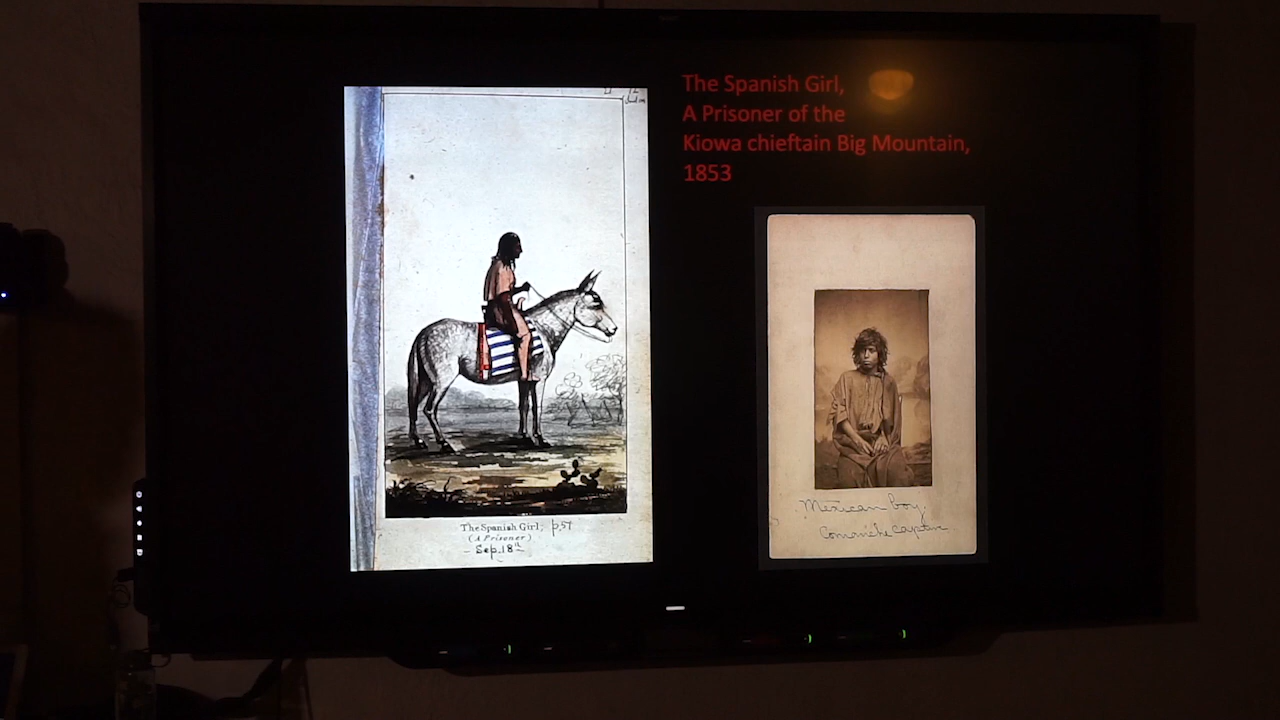 The Spanish Girl,
A Prisoner of the
Kiowa chieftain Big Mountain,
1853
The Spanish Girl; p.57
(A Prisoner)
Sep. 18th
Mexican boy.
Comanche captive